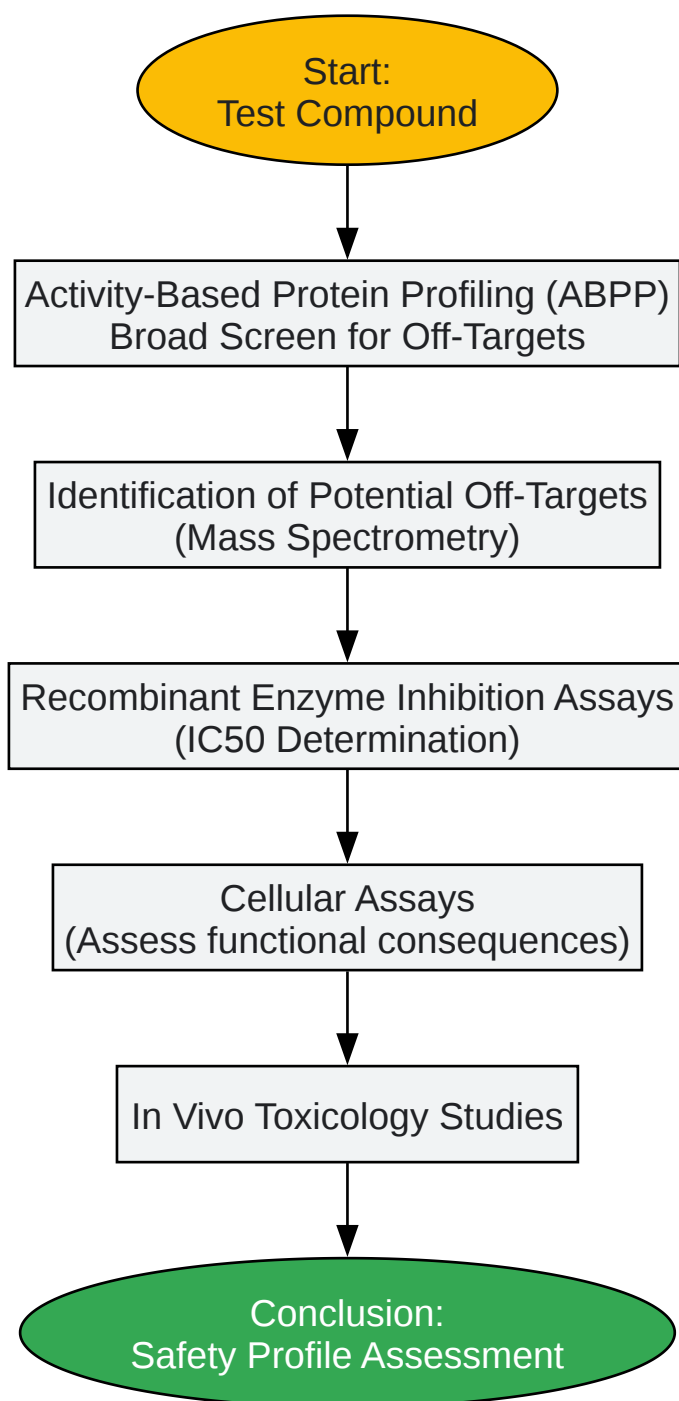 Start:
Test Compound
Activity-Based Protein Profiling (ABPP)
Broad Screen for Off-Targets
Identification of Potential Off-Targets
(Mass Spectrometry)
Recombinant Enzyme Inhibition Assays
(IC50 Determination)
Cellular Assays
(Assess functional consequences)
In Vivo Toxicology Studies
Conclusion:
Safety Profile Assessment